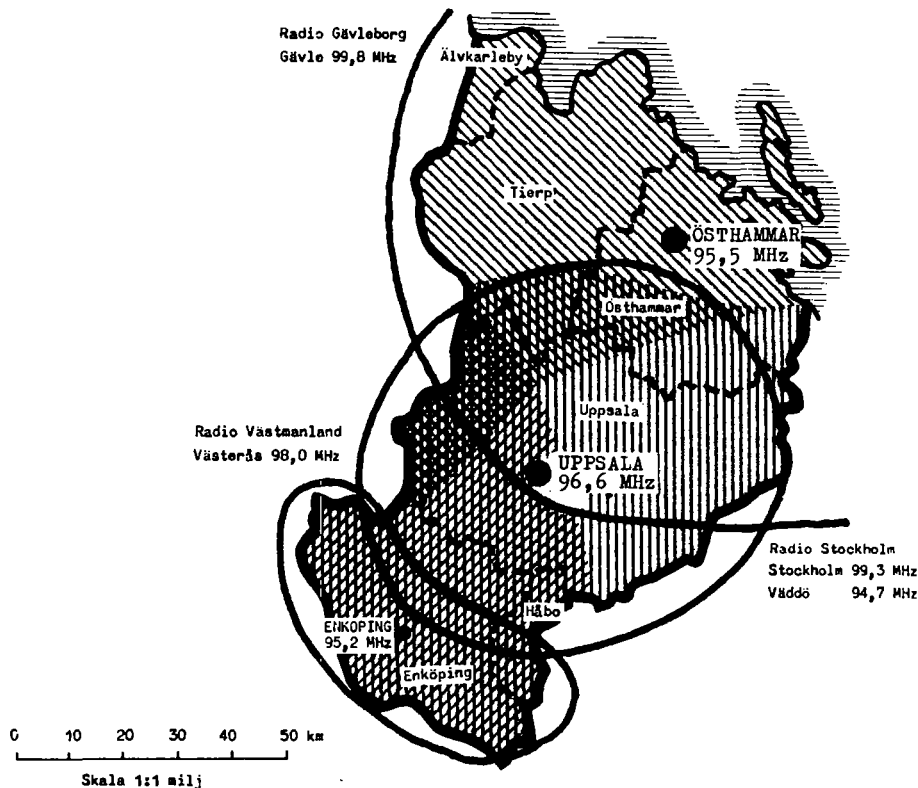 Radio Gävleborg
Gävle 99,8 MHz
Älvkarleby
Tierp
ÖSTHAMMAR
95,5 MHz
Östhammar
Uppsala
Radio Västmanland
Västerås 98,0 MHz
UPPSALA
96,6 MHz
Radio Stockholm
Stockholm 99,3 MHz
Väddö 94,7 MHz
Håbo
ENKÖPING
95,2 MHz
Enköping
0 10 20 30 40 50 km
Skala 1:1 milj